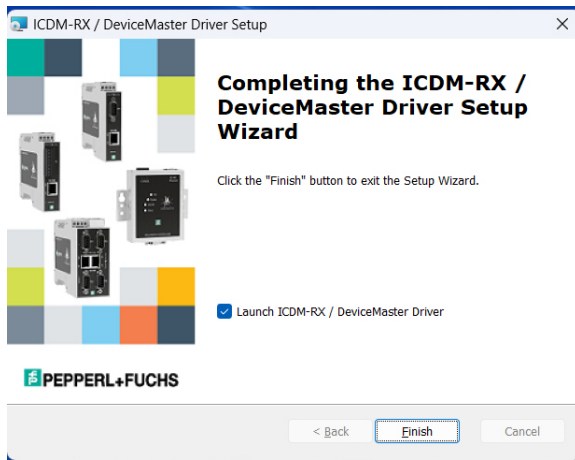 ICDM-RX / DeviceMaster Driver Setup
Completing the ICDM-RX /
DeviceMaster Driver Setup
Wizard
Click the "Finish" button to exit the Setup Wizard.
Launch ICDM-RX / DeviceMaster Driver
PEPPERL+FUCHS
< Back
Finish
Cancel